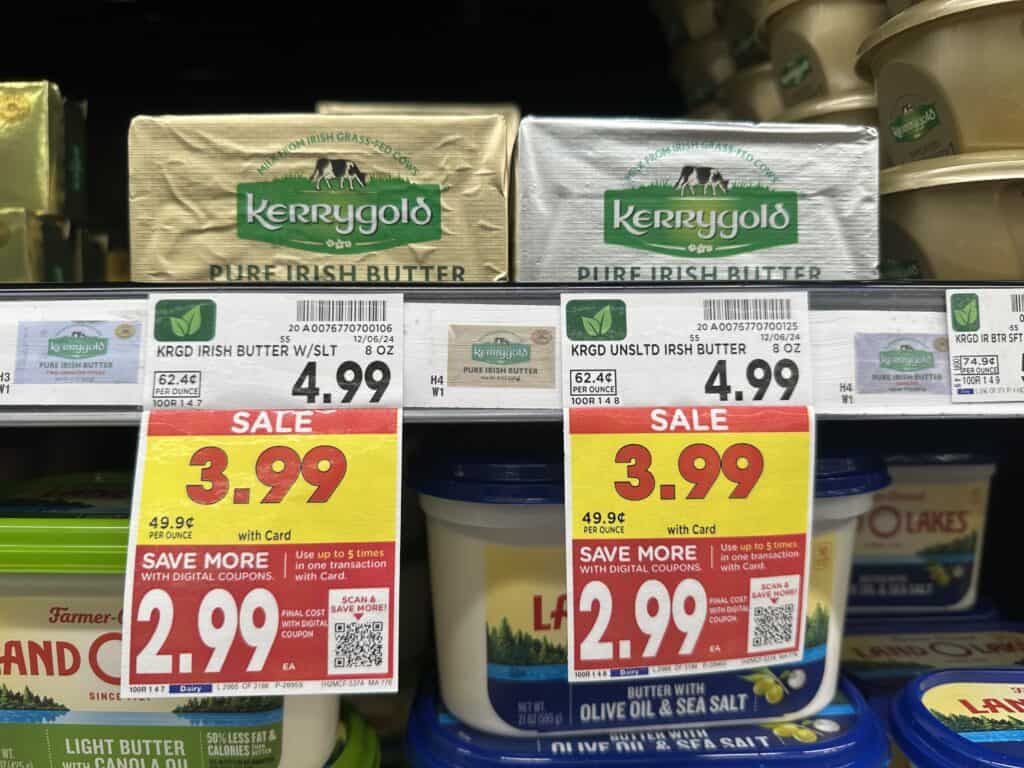 MILK FROM IRISH GRASS-FED COWS
Kerrygold
PURE IRISH BUTTER
MILK FROM IRISH GRASS-FED COWS
Kerrygold
PURE IRISH BUTTER
Kerrygold
Kerrygold
PURE IRISH BUTTER
H3
W1
20 A0076770700106
55 12/06/24
KRGD IRISH BUTTER W/SLT 8 OZ
62.4¢
PER OUNCE
4.99
100R 1 4 7
Kerrygold
PURE IRISH BUTTER
H4
W1
20 A0076770700125
55 12/06/24
KRGD UNSLTD IRSH BUTTER 8 OZ
62.4¢
PER OUNCE
4.99
100R 1 4 8
Kerrygold
PURE IRISH BUTTER
H4
W1
KRGD IR BTR SFT
74.9¢
PER OUNCE
100R 1 4 9
SALE
3.99
49.9¢
PER OUNCE
with Card
SAVE MORE
WITH DIGITAL COUPONS.
Use up to 5 times
in one transaction
with Card.
2.99
EA
FINAL COST
WITH DIGITAL
COUPON
SCAN &
SAVE MORE!
100R 1 4 7 Dairy
SALE
3.99
49.9¢
PER OUNCE
with Card
SAVE MORE
WITH DIGITAL COUPONS.
Use up to 5 times
in one transaction
with Card.
2.99
EA
FINAL COST
WITH DIGITAL
COUPON
SCAN &
SAVE MORE!
100R 1 4 8 Dairy
Farmer-
LAND O
SINCE
LIGHT BUTTER
WITH CANOLA OIL
50% LESS FAT &
CALORIES THAN
BUTTER WITH
OLIVE OIL & SEA SALT
NET WT.
BUTTER WITH
OLIVE OIL & SEA SALT
O LAKES
LAN